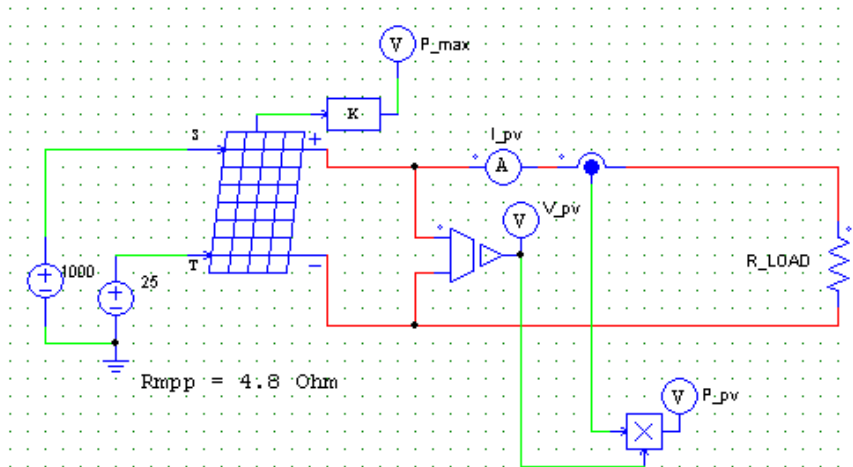 V P_max
K
S
+
I_pv
A
V V_pv
T
−
1000
25
R_LOAD
Rmpp = 4.8 Ohm
V P_pv